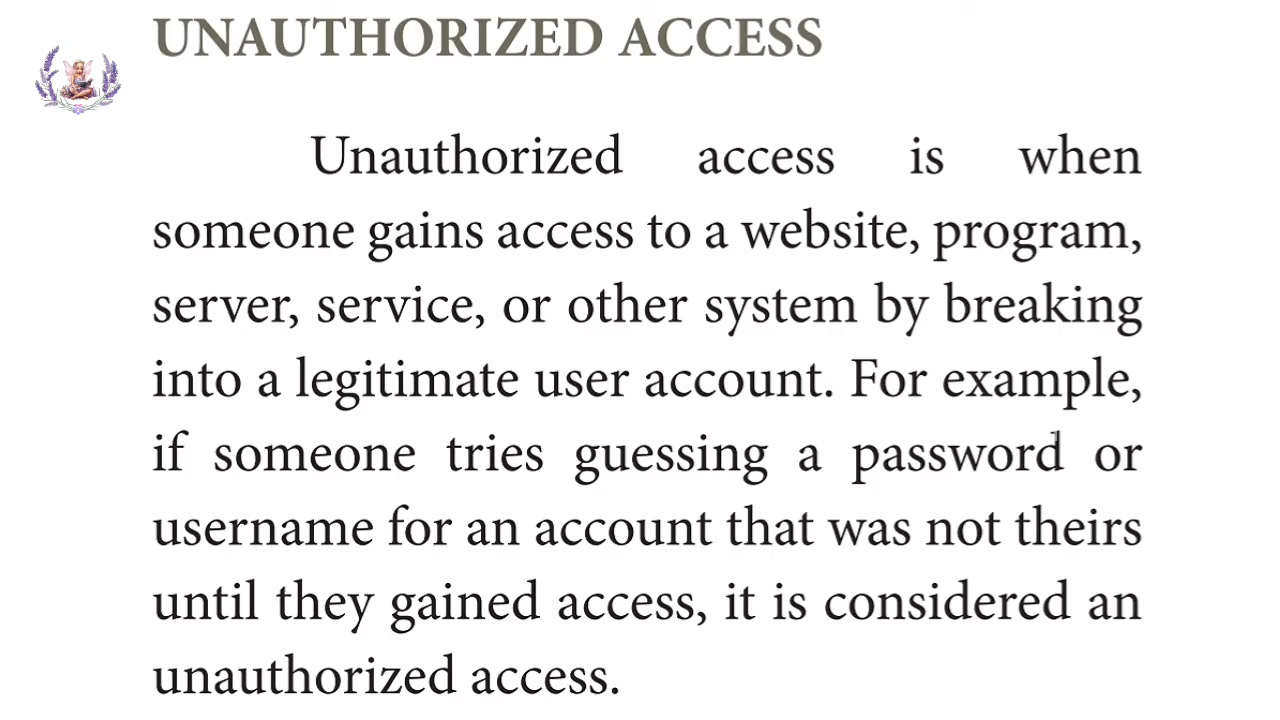 UNAUTHORIZED ACCESS
Unauthorized access is when
someone gains access to a website, program,
server, service, or other system by breaking
into a legitimate user account. For example,
if someone tries guessing a password or
username for an account that was not theirs
until they gained access, it is considered an
unauthorized access.